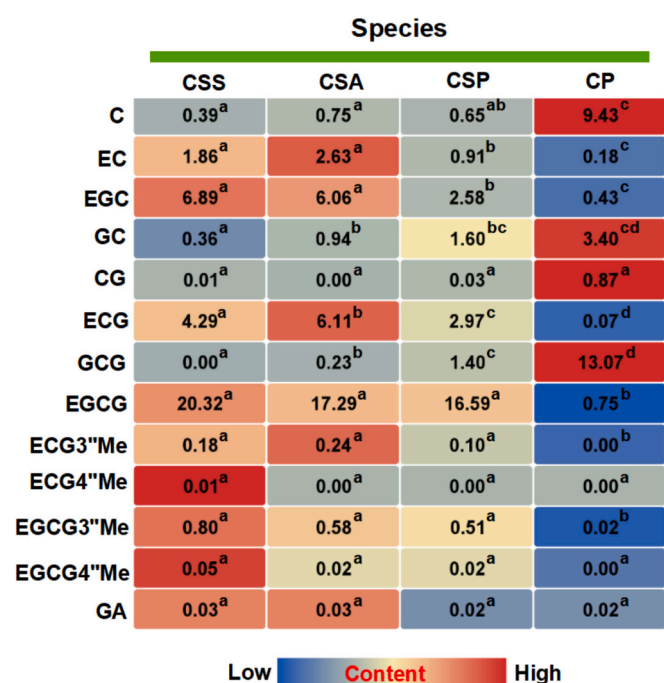 Species
CSS CSA CSP CP
C 0.39a 0.75a 0.65ab 9.43c
EC 1.86a 2.63a 0.91b 0.18c
EGC 6.89a 6.06a 2.58b 0.43c
GC 0.36a 0.94b 1.60bc 3.40cd
CG 0.01a 0.00a 0.03a 0.87a
ECG 4.29a 6.11b 2.97c 0.07d
GCG 0.00a 0.23b 1.40c 13.07d
EGCG 20.32a 17.29a 16.59a 0.75b
ECG3"Me 0.18a 0.24a 0.10a 0.00b
ECG4"Me 0.01a 0.00a 0.00a 0.00a
EGCG3"Me 0.80a 0.58a 0.51a 0.02b
EGCG4"Me 0.05a 0.02a 0.02a 0.00a
GA 0.03a 0.03a 0.02a 0.02a
Low Content High